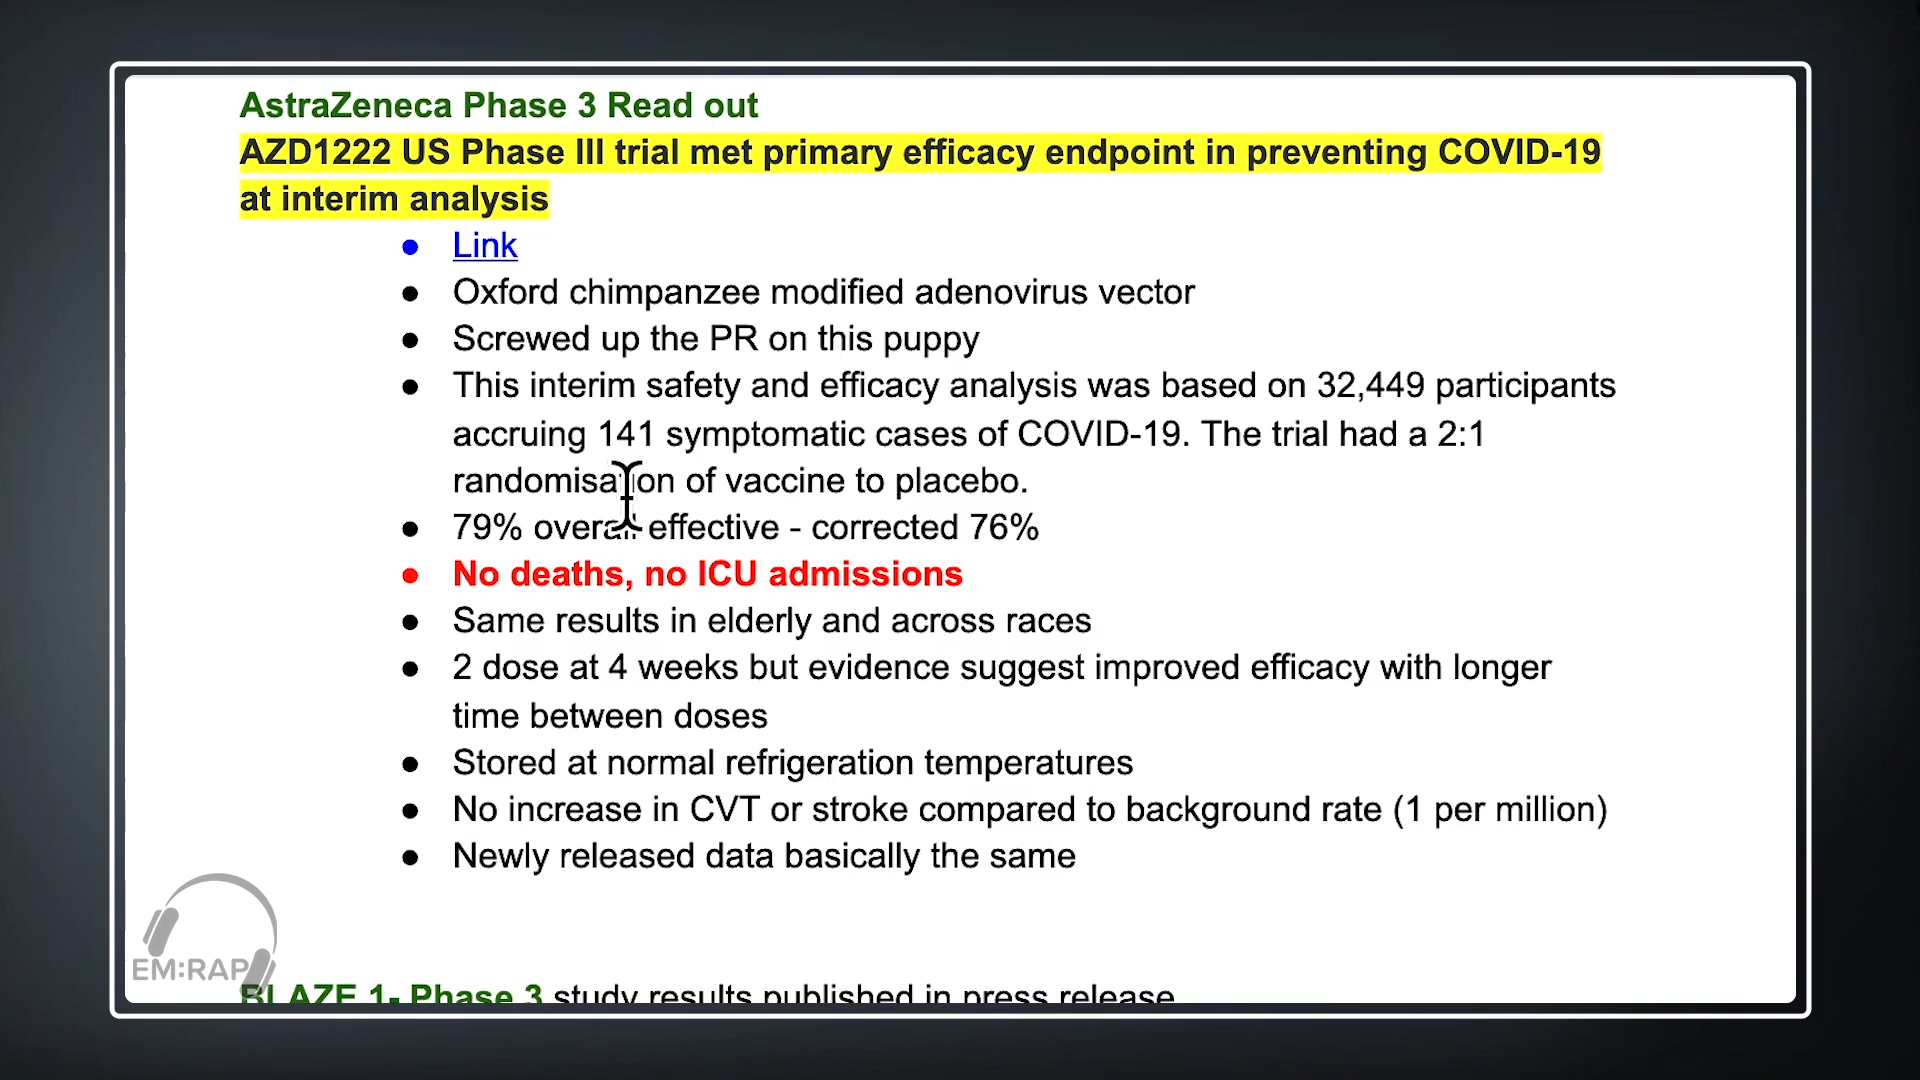 AstraZeneca Phase 3 Read out
AZD1222 US Phase III trial met primary efficacy endpoint in preventing COVID-19
at interim analysis
Link
Oxford chimpanzee modified adenovirus vector
Screwed up the PR on this puppy
This interim safety and efficacy analysis was based on 32,449 participants
accruing 141 symptomatic cases of COVID-19. The trial had a 2:1
randomisation of vaccine to placebo.
79% overall effective - corrected 76%
No deaths, no ICU admissions
Same results in elderly and across races
2 dose at 4 weeks but evidence suggest improved efficacy with longer
time between doses
Stored at normal refrigeration temperatures
No increase in CVT or stroke compared to background rate (1 per million)
Newly released data basically the same
EM:RAP
BLAZE 1- Phase 3 study results published in press release